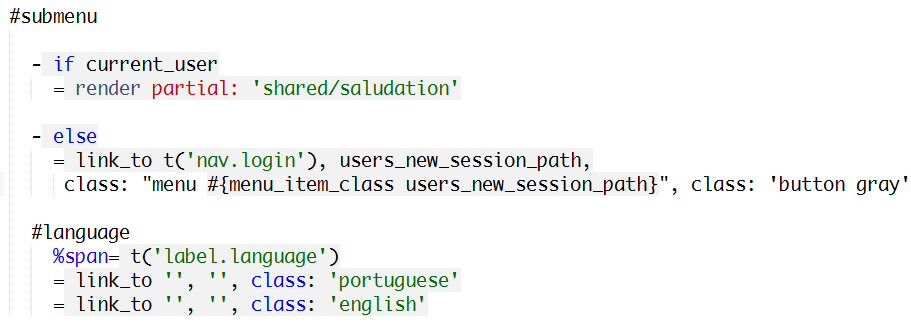 #submenu
- if current_user
= render partial: 'shared/saludation'
- else
= link_to t('nav.login'), users_new_session_path,
class: "menu #{menu_item_class users_new_session_path}", class: 'button gray'
#language
%span= t('label.language')
= link_to '', '', class: 'portuguese'
= link_to '', '', class: 'english'